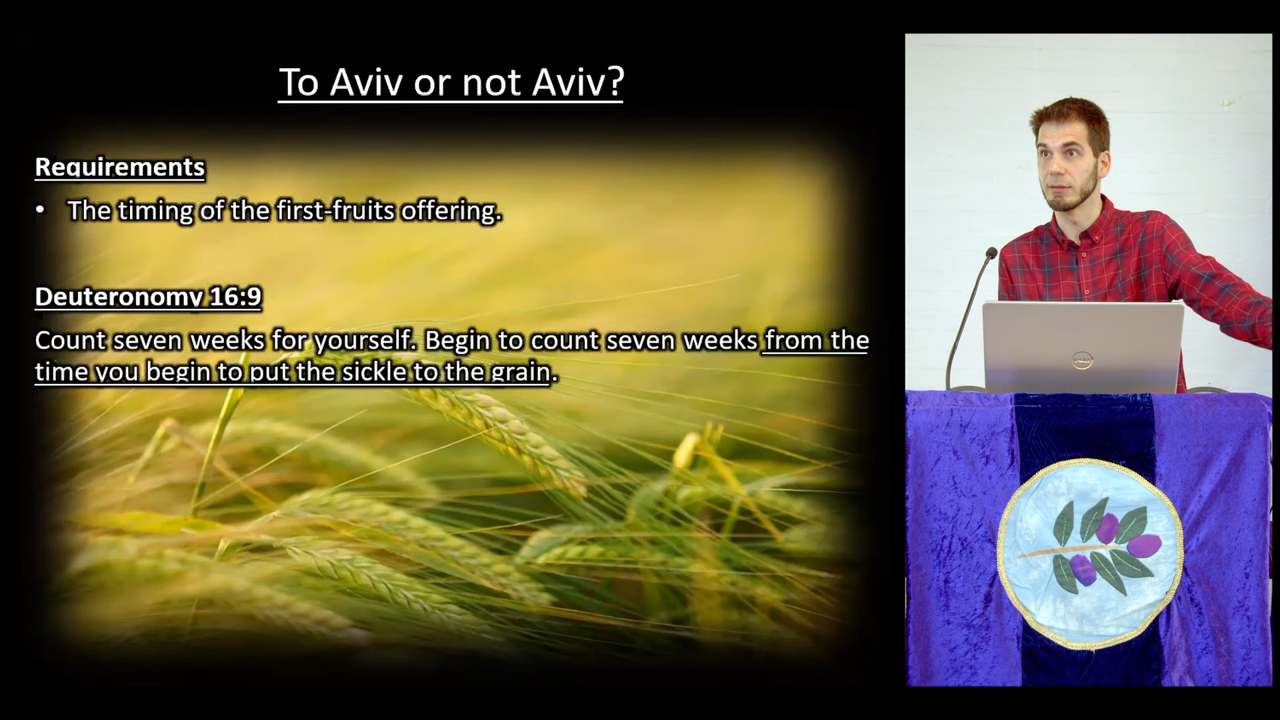 To Aviv or not Aviv?
Requirements
• The timing of the first-fruits offering.
Deuteronomy 16:9
Count seven weeks for yourself. Begin to count seven weeks from the
time you begin to put the sickle to the grain.
DELL